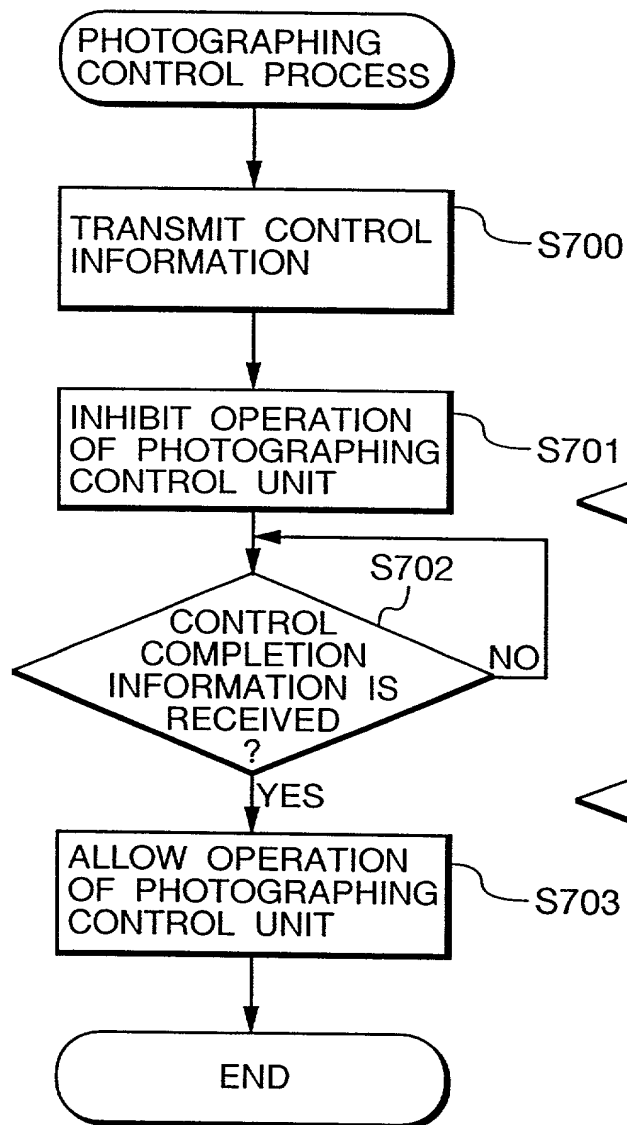 PHOTOGRAPHING
CONTROL PROCESS
TRANSMIT CONTROL
INFORMATION
S700
INHIBIT OPERATION
OF PHOTOGRAPHING
CONTROL UNIT
S701
S702
CONTROL
COMPLETION
INFORMATION IS
RECEIVED
?
NO
YES
ALLOW OPERATION
OF PHOTOGRAPHING
CONTROL UNIT
S703
END